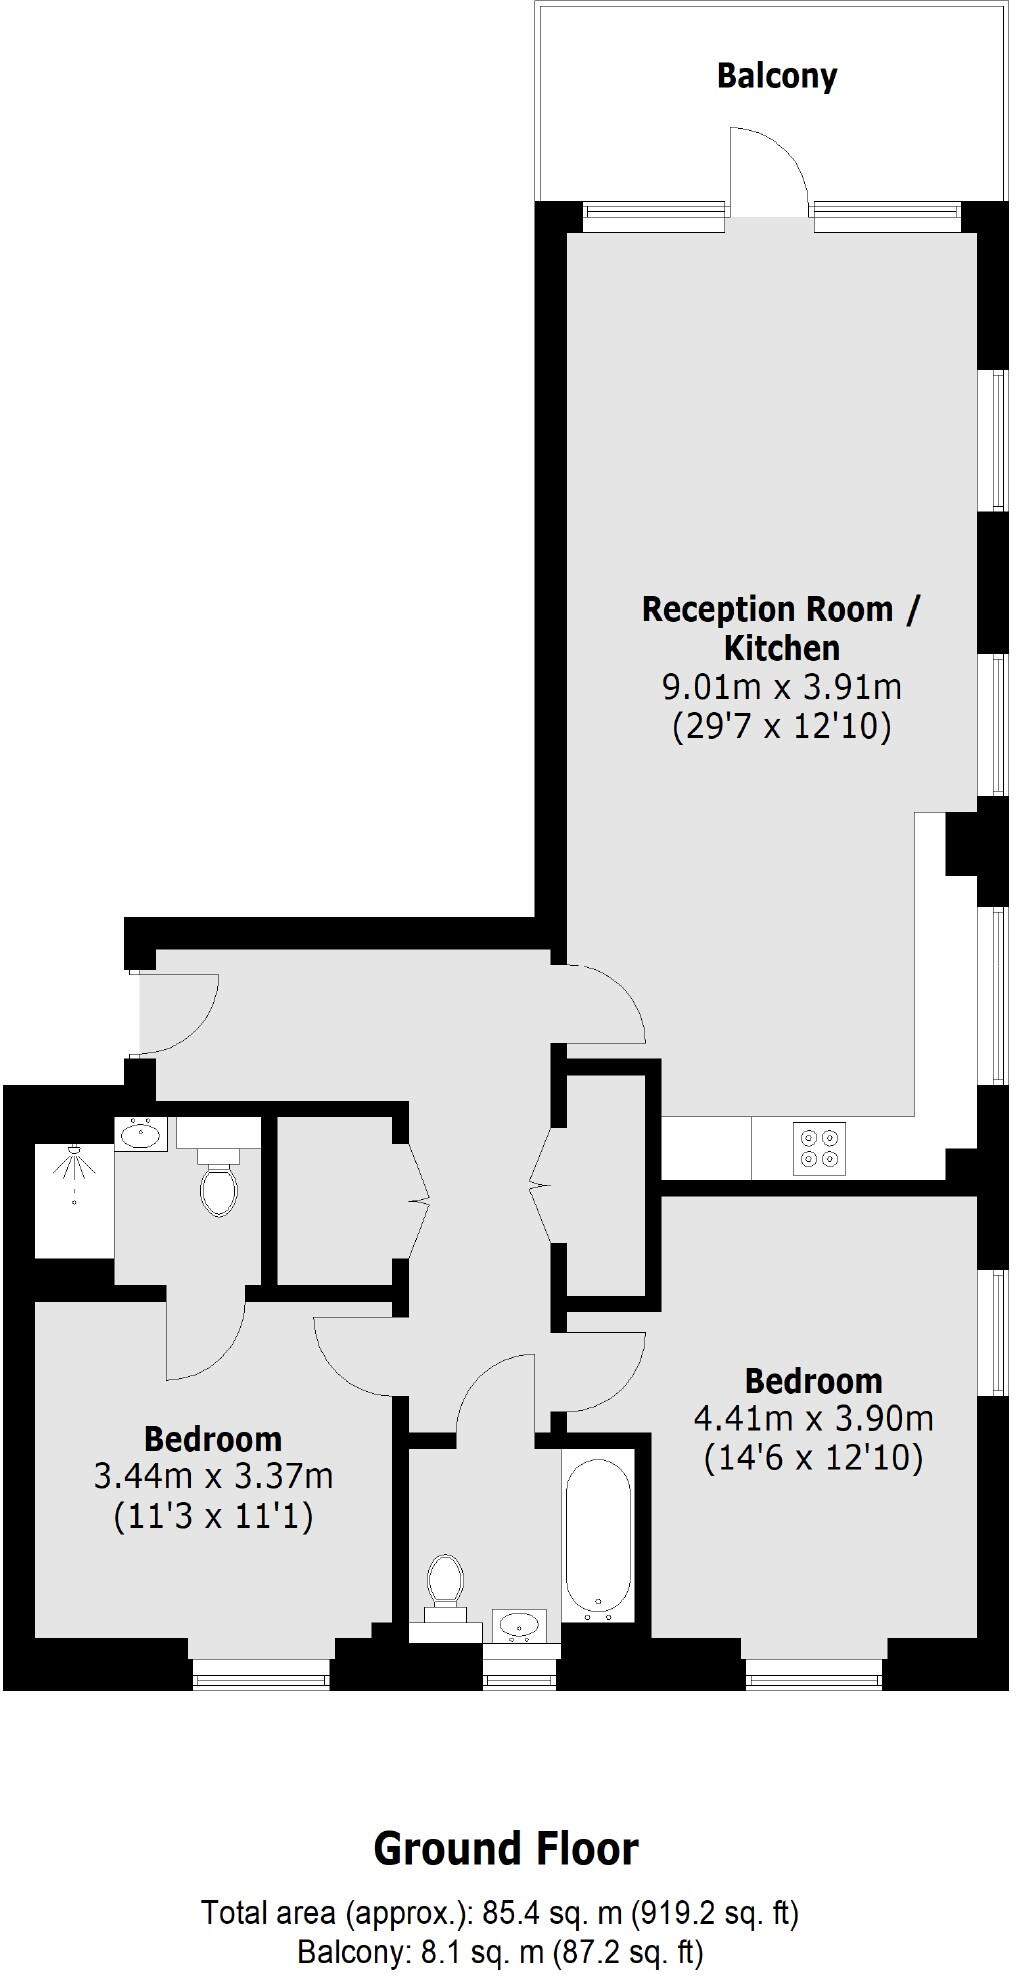 Balcony
Reception Room /
Kitchen
9.01m x 3.91m
(29'7 x 12'10)
Bedroom
4.41m x 3.90m
(14'6 x 12'10)
Bedroom
3.44m x 3.37m
(11'3 x 11'1)
Ground Floor
Total area (approx.): 85.4 sq. m (919.2 sq. ft)
Balcony: 8.1 sq. m (87.2 sq. ft)